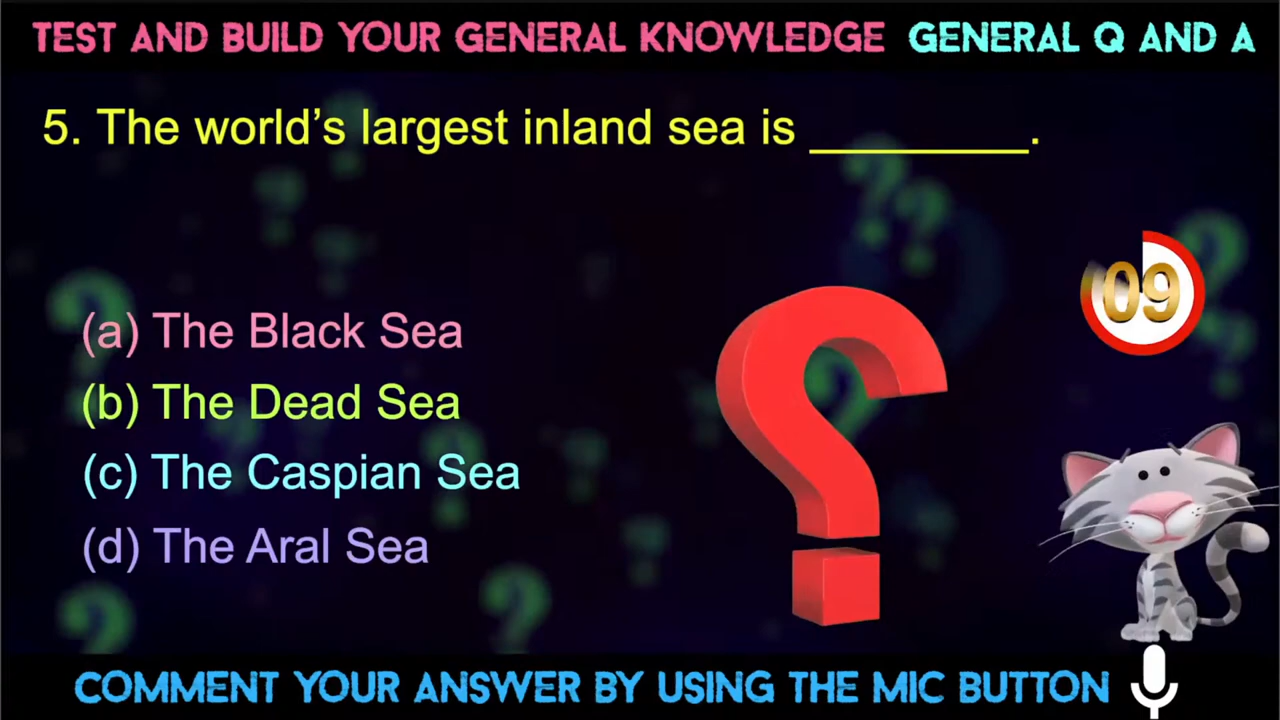 TEST AND BUILD YOUR GENERAL KNOWLEDGE GENERAL Q AND A
5. The world’s largest inland sea is ________.
09
(a) The Black Sea
(b) The Dead Sea
(c) The Caspian Sea
(d) The Aral Sea
COMMENT YOUR ANSWER BY USING THE MIC BUTTON